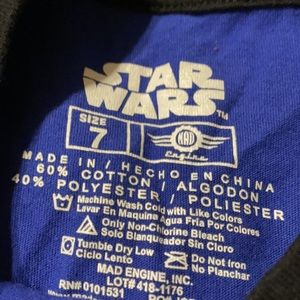 STAR
WARS™
SIZE
7
MAD
Engine
MADE IN / HECHO EN CHINA
60% COTTON / ALGODON
40% POLYESTER / POLIESTER
Machine Wash Cold with Like Colors
Lavar En Maquina Agua Fria Por Colores
Only Non-Chlorine Bleach
Solo Blanqueador Sin Cloro
Tumble Dry Low
Ciclo Lento
Do Not Iron
No Planchar
MAD ENGINE, INC.
LOT# 418-1176
RN# 0101531